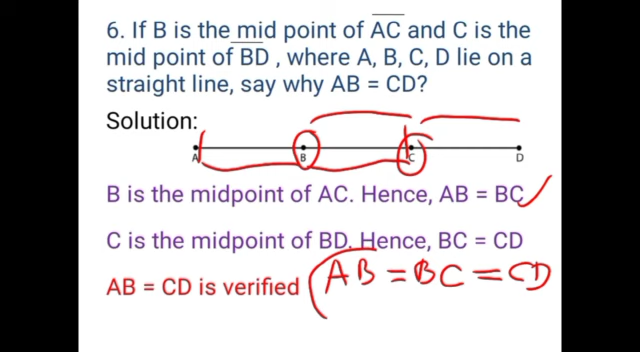 6. If B is the mid point of AC and C is the
mid point of BD , where A, B, C, D lie on a
straight line, say why AB = CD?
Solution:
A B C D
B is the midpoint of AC. Hence, AB = BC
C is the midpoint of BD. Hence, BC = CD
AB = CD is verified AB = BC = CD